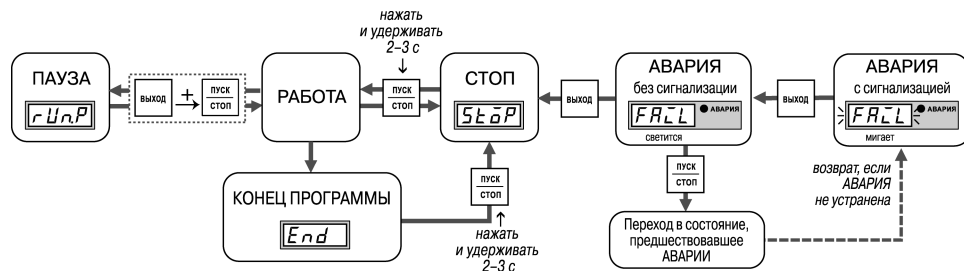 нажать
и удерживать
2–3 с
ПАУЗА
rUn.P
ВЫХОД
+
ПУСК
СТОП
РАБОТА
ПУСК
СТОП
СТОП
StoP
ВЫХОД
АВАРИЯ
без сигнализации
FAiL
АВАРИЯ
светится
ВЫХОД
АВАРИЯ
с сигнализацией
FAiL
АВАРИЯ
мигает
КОНЕЦ ПРОГРАММЫ
End
ПУСК
СТОП
нажать
и удерживать
2–3 с
ПУСК
СТОП
Переход в состояние,
предшествовавшее
АВАРИИ
возврат, если
АВАРИЯ
не устранена